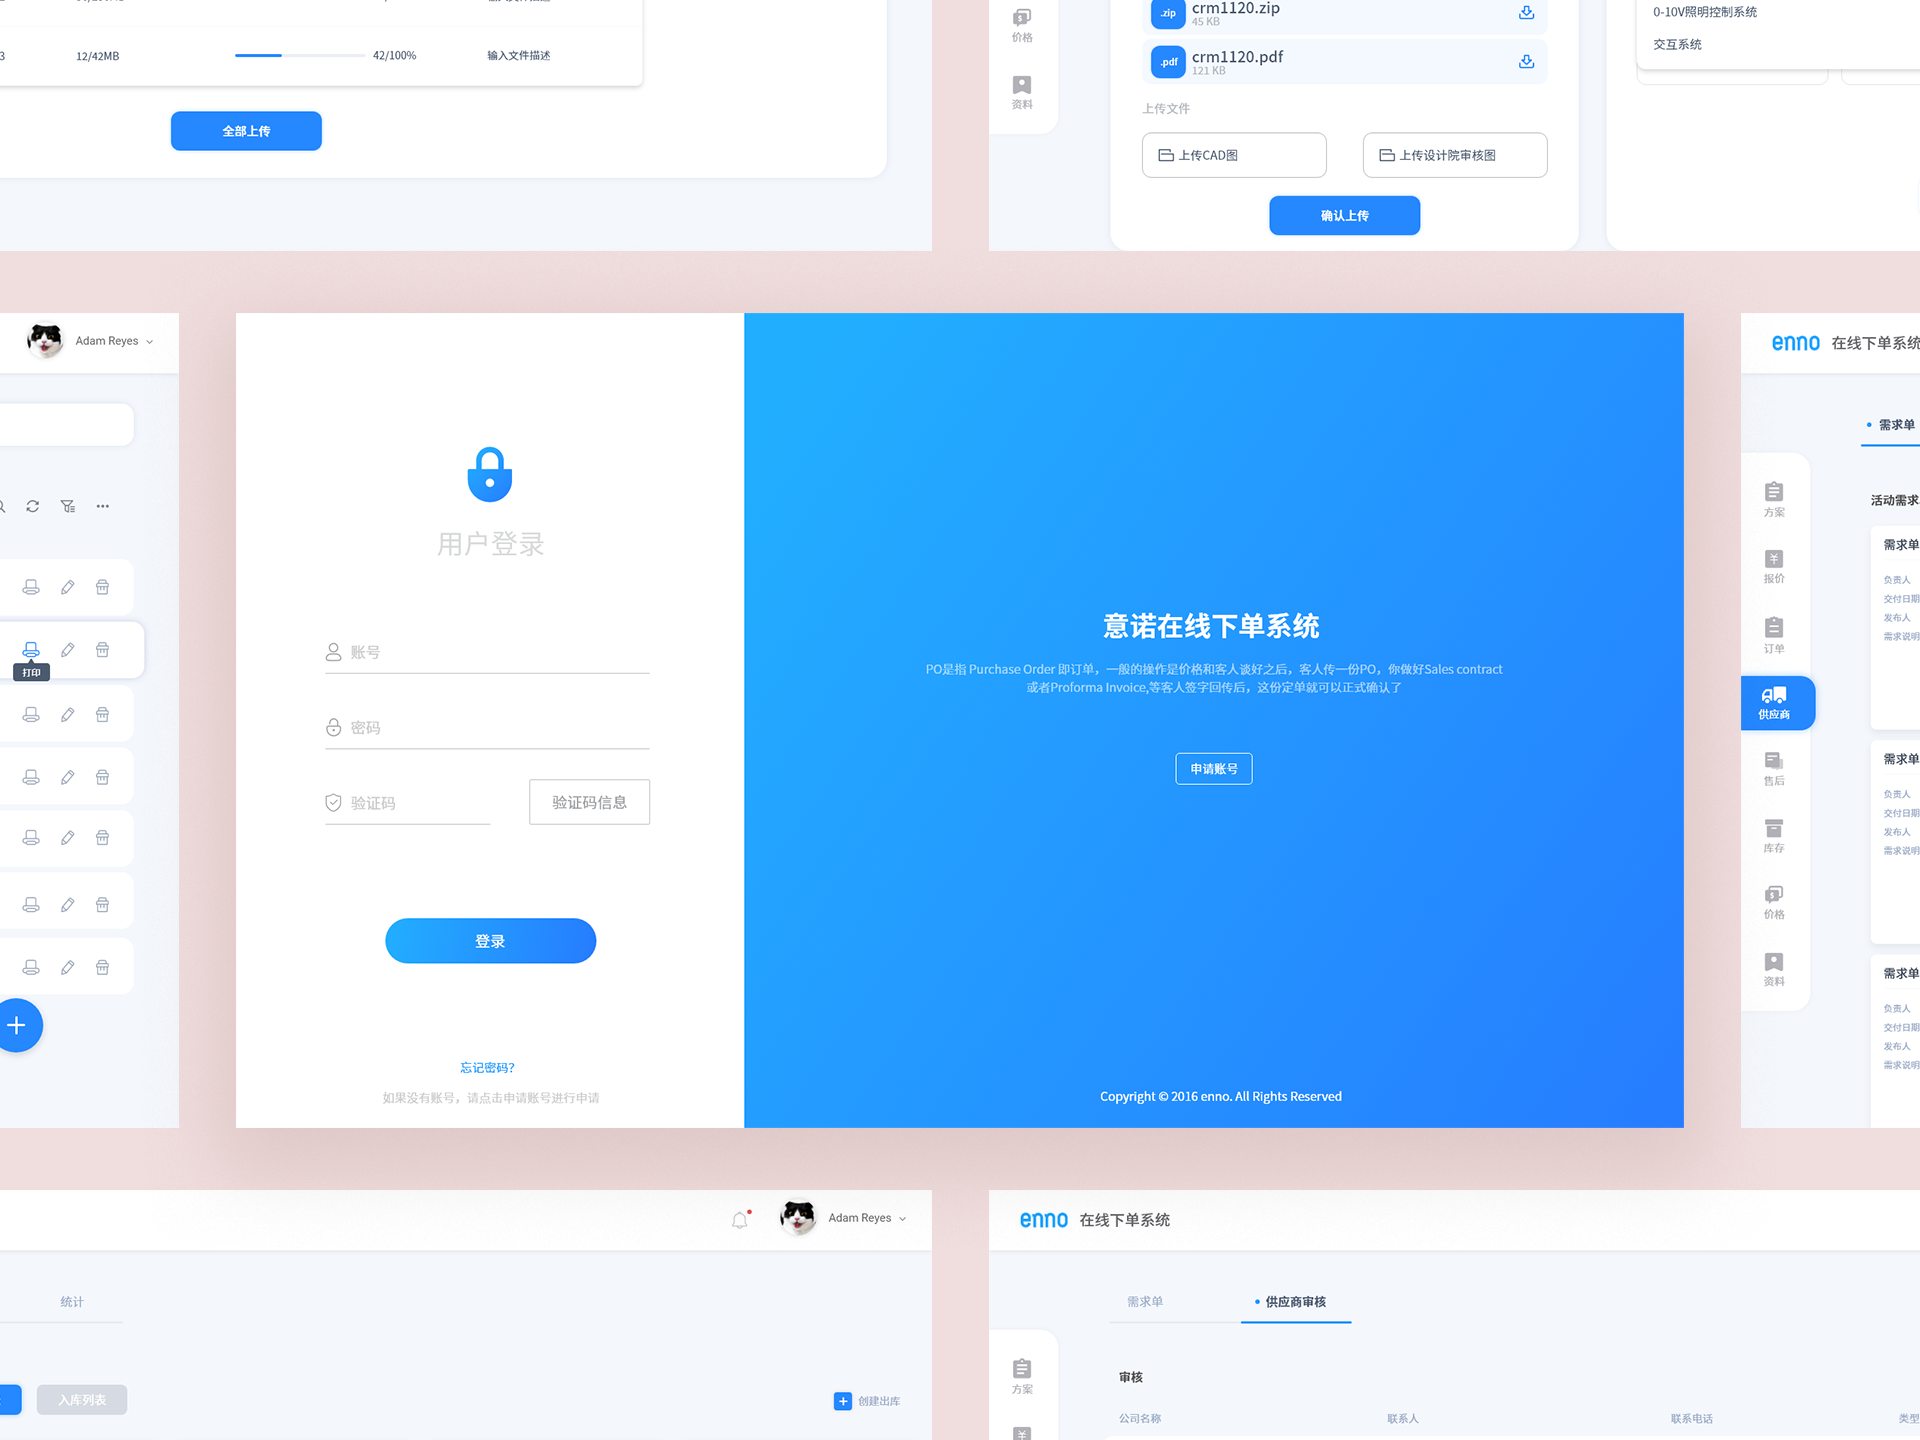 12/42MB
42/100%
输入文件描述
全部上传
价格
资料
.zip
crm1120.zip
45 KB
.pdf
crm1120.pdf
121 KB
上传文件
上传CAD图
上传设计院审核图
确认上传
0-10V照明控制系统
交互系统
Adam Reyes
打印
用户登录
账号
密码
验证码
验证码信息
登录
忘记密码?
如果没有账号，请点击申请账号进行申请
意诺在线下单系统
PO是指 Purchase Order 即订单，一般的操作是价格和客人谈好之后，客人传一份PO，你做好Sales contract
或者Proforma Invoice,等客人签字回传后，这份定单就可以正式确认了
申请账号
Copyright © 2016 enno. All Rights Reserved
enno 在线下单系统
需求单
方案
报价
订单
供应商
售后
库存
价格
资料
活动需求
需求单
负责人
交付日期
发布人
需求说明
需求单
负责人
交付日期
发布人
需求说明
需求单
负责人
交付日期
发布人
需求说明
Adam Reyes
统计
入库列表
创建出库
enno 在线下单系统
需求单
供应商审核
方案
审核
公司名称
联系人
联系电话
类型